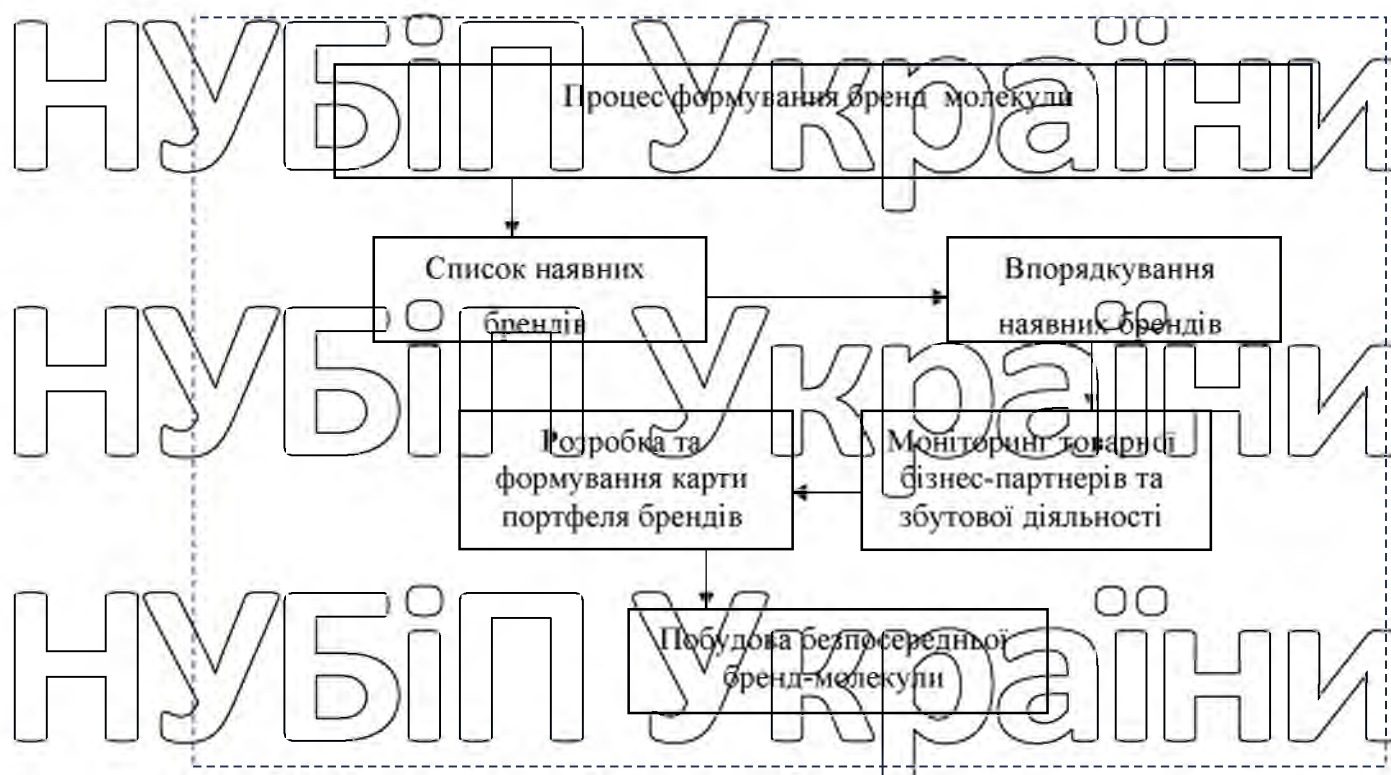 НУБіП України
Процес формування бренд молекули
Список наявних
брендів
Впорядкування
наявних брендів
НУБіП України
Розробка та
формування карти
портфеля брендів
Моніторинг товарної
бізнес-партнерів та
збутової діяльності
НУБіП України
Побудова безпосередньої
бренд-молекули